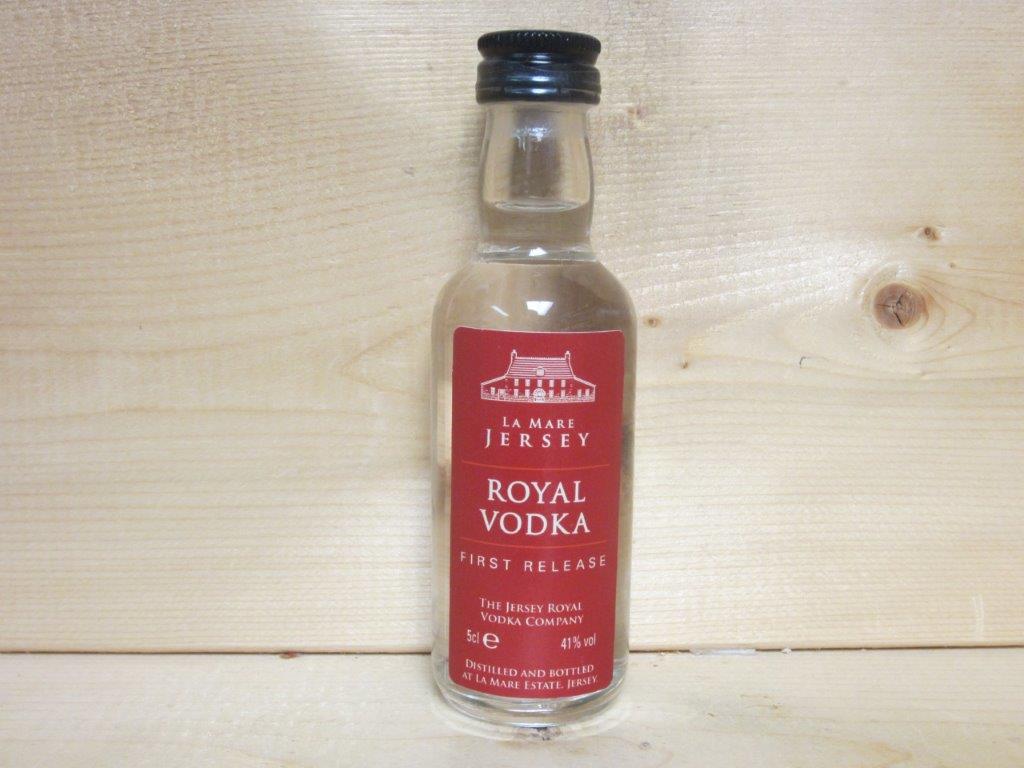 LA MARE
JERSEY
ROYAL
VODKA
FIRST RELEASE
THE JERSEY ROYAL
VODKA COMPANY
5cl ℮ 41% vol
DISTILLED AND BOTTLED
AT LA MARE ESTATE. JERSEY.